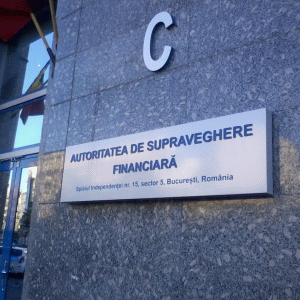 C
AUTORITATEA DE SUPRAVEGHERE
FINANCIARĂ
Splaiul Independenței nr. 15, sector 5, București, România